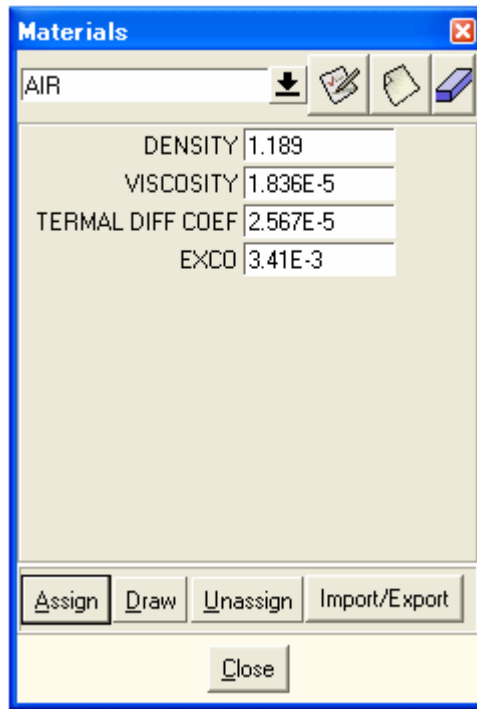 Materials
AIR
DENSITY 1.189
VISCOSITY 1.836E-5
TERMAL DIFF COEF 2.567E-5
EXCO 3.41E-3
Assign Draw Unassign Import/Export
Close